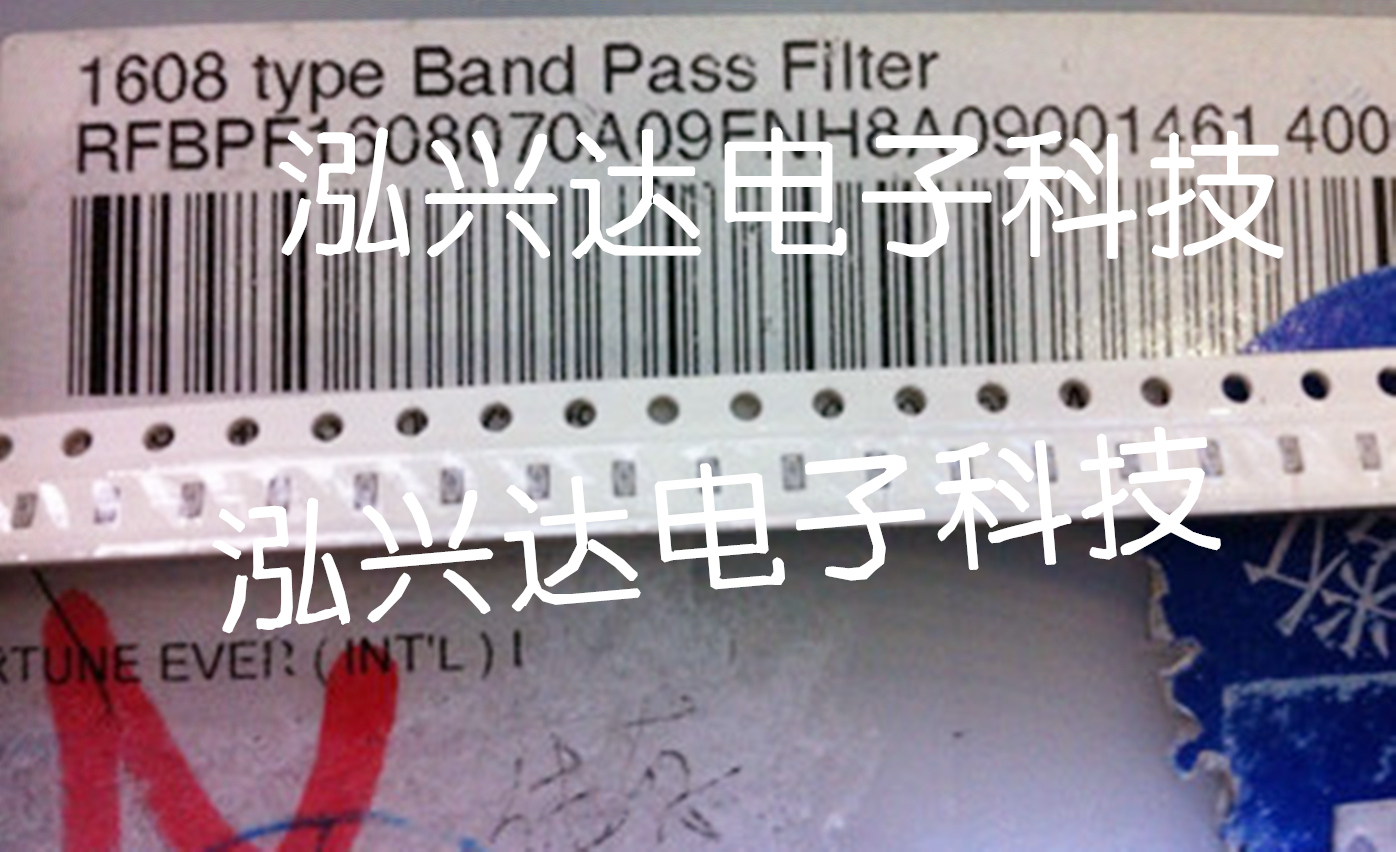 1608 type Band Pass Filter
RFBPF1608070A09FNH8A09001461 400
泓兴达电子科技
泓兴达电子科技
RTUNE EVER ( INT'L ) I
N